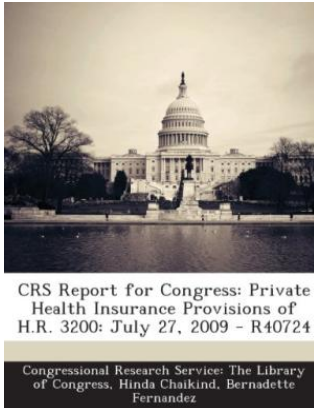 CRS Report for Congress: Private
Health Insurance Provisions of
H.R. 3200: July 27, 2009 - R40724
Congressional Research Service: The Library
of Congress, Hinda Chaikind, Bernadette
Fernandez